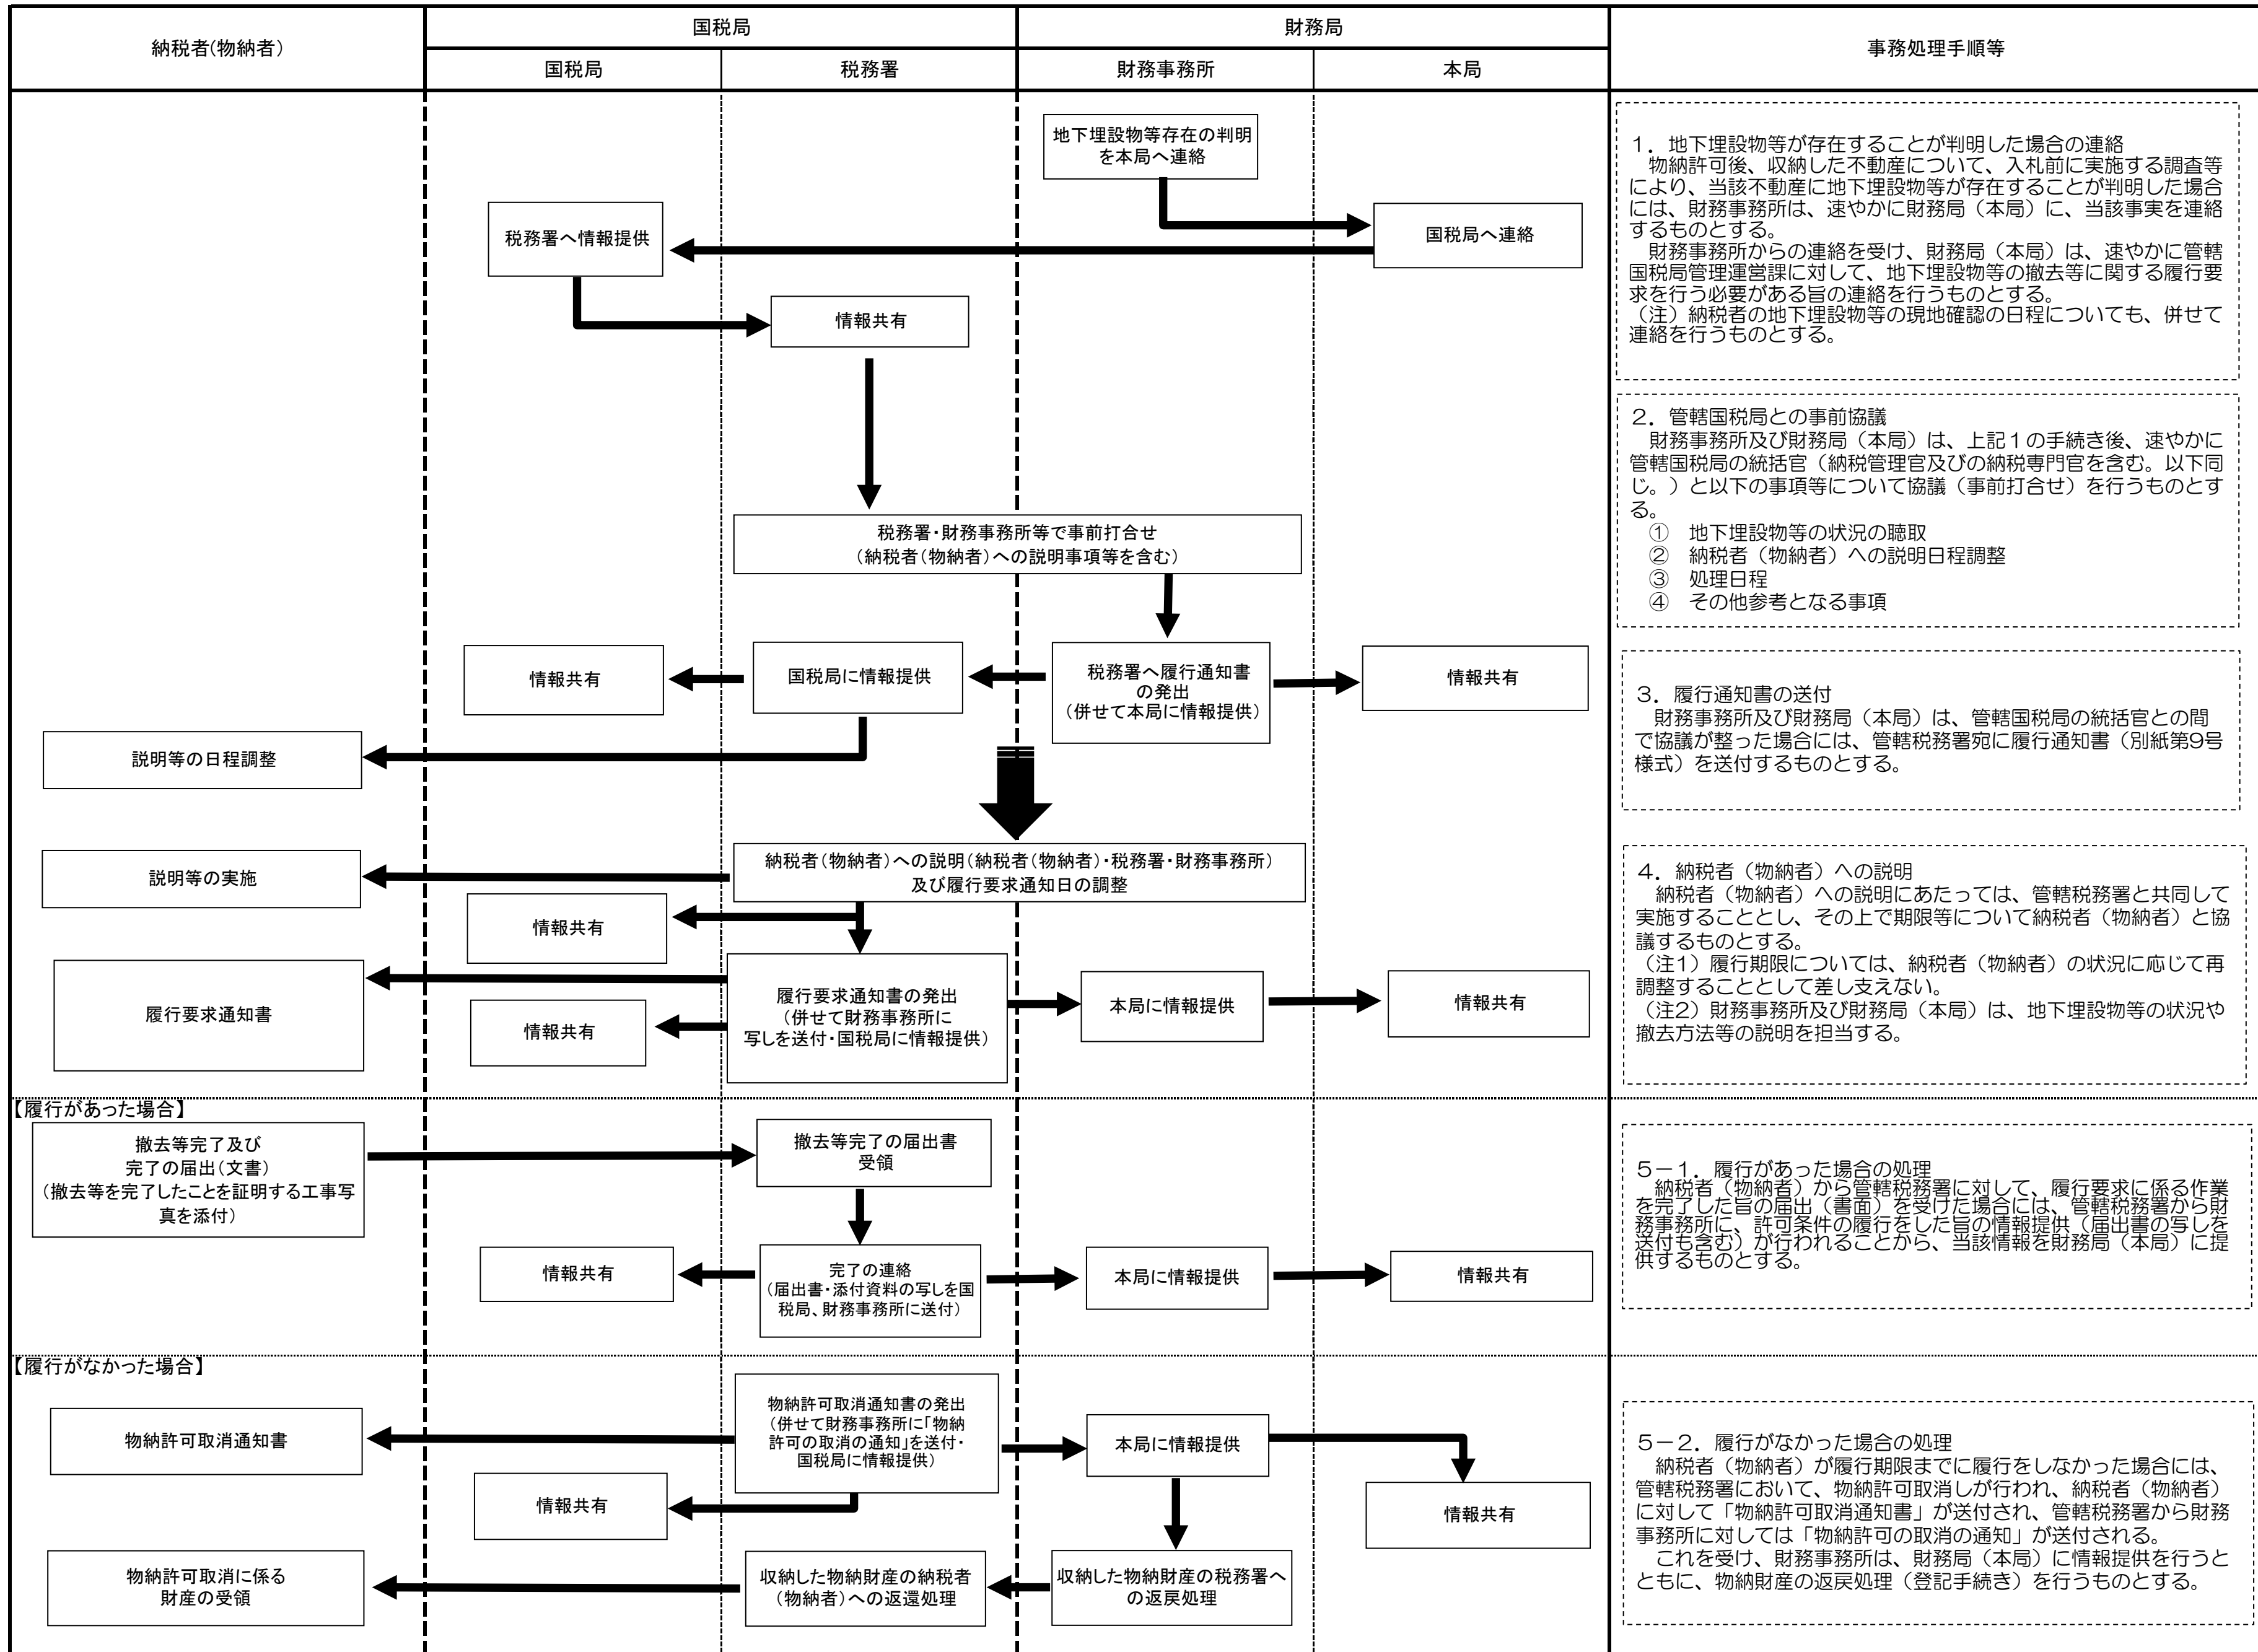 納税者(物納者)
国税局
財務局
事務処理手順等
国税局
税務署
財務事務所
本局
地下埋設物等存在の判明
を本局へ連絡
国税局へ連絡
税務署へ情報提供
情報共有
税務署・財務事務所等で事前打合せ
(納税者(物納者)への説明事項等を含む)
税務署へ履行通知書
の発出
(併せて本局に情報提供)
情報共有
国税局に情報提供
情報共有
説明等の日程調整
納税者(物納者)への説明(納税者(物納者)・税務署・財務事務所)
及び履行要求通知日の調整
説明等の実施
情報共有
履行要求通知書の発出
(併せて財務事務所に
写しを送付・国税局に情報提供)
履行要求通知書
情報共有
本局に情報提供
情報共有
1.地下埋設物等が存在することが判明した場合の連絡
物納許可後、収納した不動産について、入札前に実施する調査等
により、当該不動産に地下埋設物等が存在することが判明した場合
には、財務事務所は、速やかに財務局(本局)に、当該事実を連絡
するものとする。
財務事務所からの連絡を受け、財務局(本局)は、速やかに管轄
国税局管理運営課に対して、地下埋設物等の撤去等に関する履行要
求を行う必要がある旨の連絡を行うものとする。
(注)納税者の地下埋設物等の現地確認の日程についても、併せて
連絡を行うものとする。
2.管轄国税局との事前協議
財務事務所及び財務局(本局)は、上記1の手続き後、速やかに
管轄国税局の統括官(納税管理官及びの納税専門官を含む。以下同
じ。)と以下の事項等について協議(事前打合せ)を行うものとす
る。
① 地下埋設物等の状況の聴取
② 納税者(物納者)への説明日程調整
③ 処理日程
④ その他参考となる事項
3.履行通知書の送付
財務事務所及び財務局(本局)は、管轄国税局の統括官との間
で協議が整った場合には、管轄税務署宛に履行通知書(別紙第9号
様式)を送付するものとする。
4.納税者(物納者)への説明
納税者(物納者)への説明にあたっては、管轄税務署と共同して
実施することとし、その上で期限等について納税者(物納者)と協
議するものとする。
(注1)履行期限については、納税者(物納者)の状況に応じて再
調整することとして差し支えない。
(注2)財務事務所及び財務局(本局)は、地下埋設物等の状況や
撤去方法等の説明を担当する。
【履行があった場合】
撤去等完了及び
完了の届出(文書)
(撤去等を完了したことを証明する工事写
真を添付)
撤去等完了の届出書
受領
完了の連絡
(届出書・添付資料の写しを国
税局、財務事務所に送付)
情報共有
本局に情報提供
情報共有
5-1.履行があった場合の処理
納税者(物納者)から管轄税務署に対して、履行要求に係る作業
を完了した旨の届出(書面)を受けた場合には、管轄税務署から財
務事務所に、許可条件の履行をした旨の情報提供(届出書の写しを
送付も含む)が行われることから、当該情報を財務局(本局)に提
供するものとする。
【履行がなかった場合】
物納許可取消通知書の発出
(併せて財務事務所に「物納
許可の取消の通知」を送付・
国税局に情報提供)
物納許可取消通知書
本局に情報提供
情報共有
情報共有
物納許可取消に係る
財産の受領
収納した物納財産の納税者
(物納者)への返還処理
収納した物納財産の税務署へ
の返戻処理
5-2.履行がなかった場合の処理
納税者(物納者)が履行期限までに履行をしなかった場合には、
管轄税務署において、物納許可取消しが行われ、納税者(物納者)
に対して「物納許可取消通知書」が送付され、管轄税務署から財務
事務所に対しては「物納許可の取消の通知」が送付される。
これを受け、財務事務所は、財務局(本局)に情報提供を行うと
ともに、物納財産の返戻処理(登記手続き)を行うものとする。